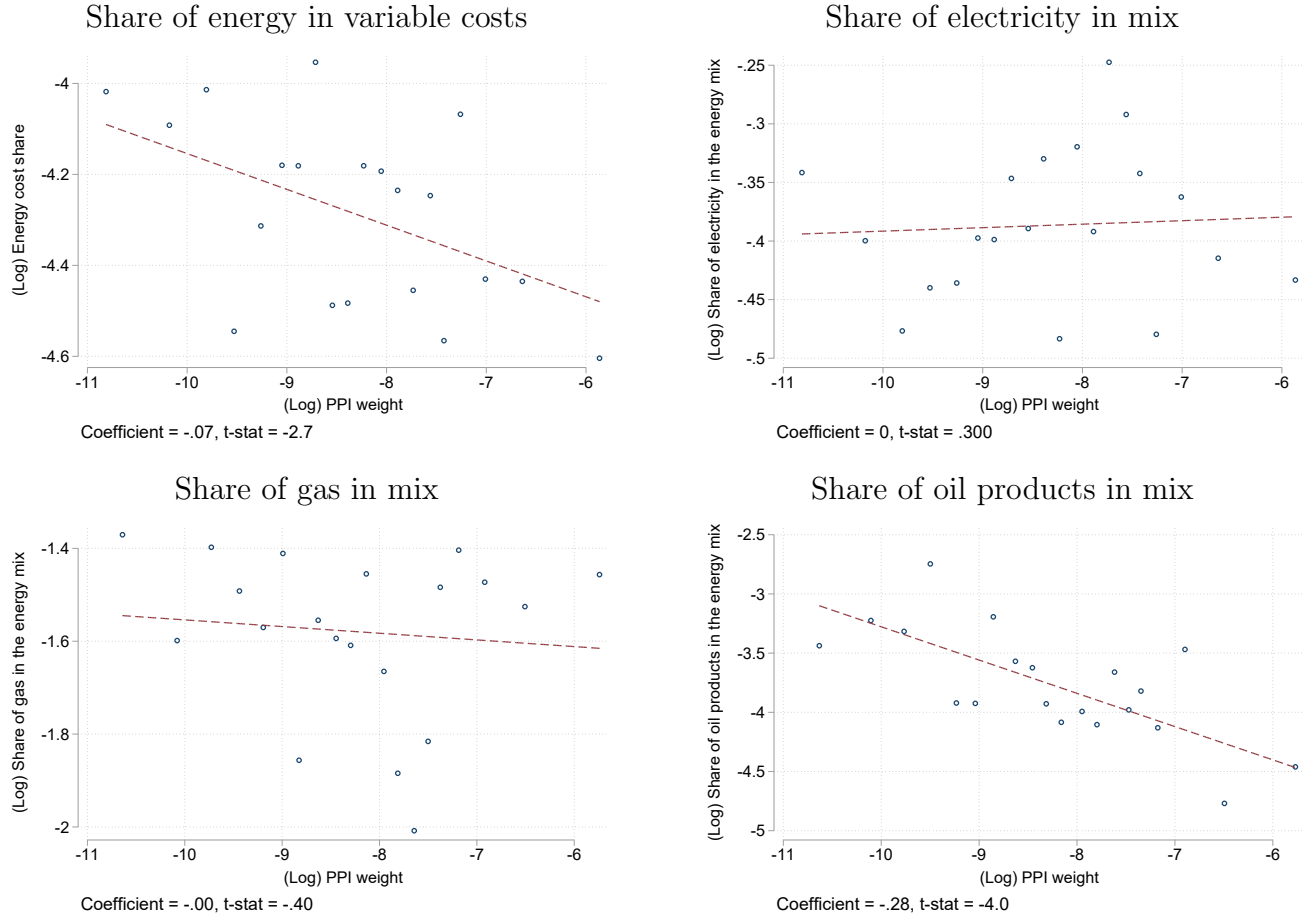 Share of energy in variable costs
(Log) Energy cost share
-4
-4.2
-4.4
-4.6
-11 -10 -9 -8 -7 -6
(Log) PPI weight
Coefficient = -.07, t-stat = -2.7
Share of electricity in mix
(Log) Share of electricity in the energy mix
-.25
-.3
-.35
-.4
-.45
-.5
-11 -10 -9 -8 -7 -6
(Log) PPI weight
Coefficient = 0, t-stat = .300
Share of gas in mix
(Log) Share of gas in the energy mix
-1.4
-1.6
-1.8
-2
-11 -10 -9 -8 -7 -6
(Log) PPI weight
Coefficient = -.00, t-stat = -.40
Share of oil products in mix
(Log) Share of oil products in the energy mix
-2.5
-3
-3.5
-4
-4.5
-5
-11 -10 -9 -8 -7 -6
(Log) PPI weight
Coefficient = -.28, t-stat = -4.0